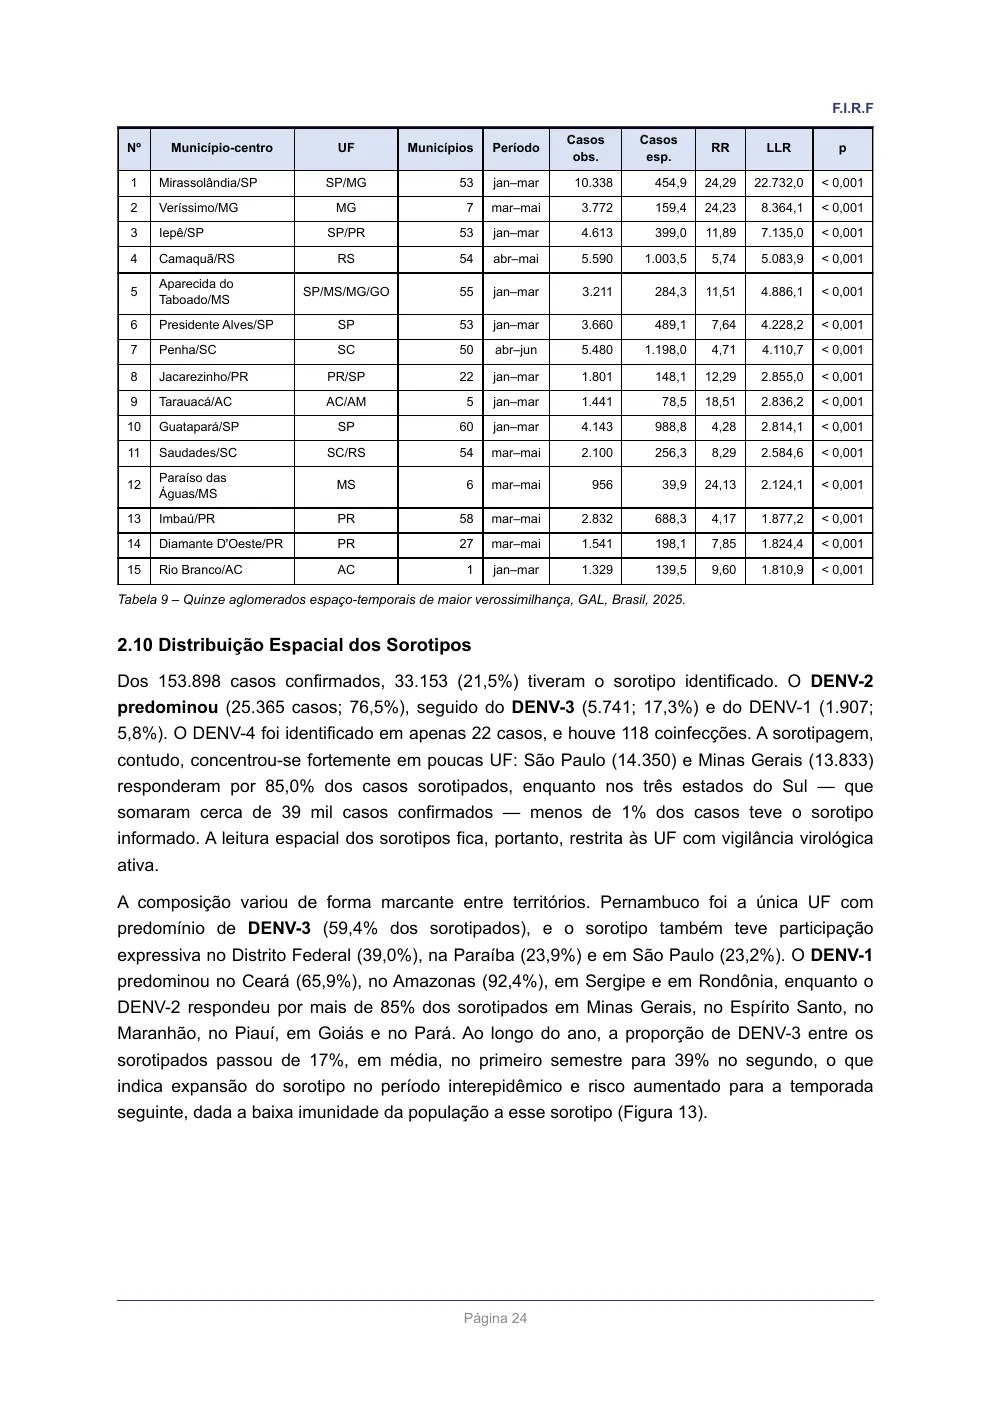 F.I.R.F
Nº Município-centro UF Municípios Período Casos obs. Casos esp. RR LLR p
1 Mirassolândia/SP SP/MG 53 jan–mar 10.338 454,9 24,29 22.732,0 < 0,001
2 Veríssimo/MG MG 7 mar–mai 3.772 159,4 24,23 8.364,1 < 0,001
3 Iepê/SP SP/PR 53 jan–mar 4.613 399,0 11,89 7.135,0 < 0,001
4 Camaquã/RS RS 54 abr–mai 5.590 1.003,5 5,74 5.083,9 < 0,001
5 Aparecida do Taboado/MS SP/MS/MG/GO 55 jan–mar 3.211 284,3 11,51 4.886,1 < 0,001
6 Presidente Alves/SP SP 53 jan–mar 3.660 489,1 7,64 4.228,2 < 0,001
7 Penha/SC SC 50 abr–jun 5.480 1.198,0 4,71 4.110,7 < 0,001
8 Jacarezinho/PR PR/SP 22 jan–mar 1.801 148,1 12,29 2.855,0 < 0,001
9 Tarauacá/AC AC/AM 5 jan–mar 1.441 78,5 18,51 2.836,2 < 0,001
10 Guatapará/SP SP 60 jan–mar 4.143 988,8 4,28 2.814,1 < 0,001
11 Saudades/SC SC/RS 54 mar–mai 2.100 256,3 8,29 2.584,6 < 0,001
12 Paraíso das Águas/MS MS 6 mar–mai 956 39,9 24,13 2.124,1 < 0,001
13 Imbaú/PR PR 58 mar–mai 2.832 688,3 4,17 1.877,2 < 0,001
14 Diamante D'Oeste/PR PR 27 mar–mai 1.541 198,1 7,85 1.824,4 < 0,001
15 Rio Branco/AC AC 1 jan–mar 1.329 139,5 9,60 1.810,9 < 0,001
Tabela 9 – Quinze aglomerados espaço-temporais de maior verossimilhança, GAL, Brasil, 2025.
2.10 Distribuição Espacial dos Sorotipos
Dos 153.898 casos confirmados, 33.153 (21,5%) tiveram o sorotipo identificado. O DENV-2
predominou (25.365 casos; 76,5%), seguido do DENV-3 (5.741; 17,3%) e do DENV-1 (1.907;
5,8%). O DENV-4 foi identificado em apenas 22 casos, e houve 118 coinfecções. A sorotipagem,
contudo, concentrou-se fortemente em poucas UF: São Paulo (14.350) e Minas Gerais (13.833)
responderam por 85,0% dos casos sorotipados, enquanto nos três estados do Sul — que
somaram cerca de 39 mil casos confirmados — menos de 1% dos casos teve o sorotipo
informado. A leitura espacial dos sorotipos fica, portanto, restrita às UF com vigilância virológica
ativa.
A composição variou de forma marcante entre territórios. Pernambuco foi a única UF com
predomínio de DENV-3 (59,4% dos sorotipados), e o sorotipo também teve participação
expressiva no Distrito Federal (39,0%), na Paraíba (23,9%) e em São Paulo (23,2%). O DENV-1
predominou no Ceará (65,9%), no Amazonas (92,4%), em Sergipe e em Rondônia, enquanto o
DENV-2 respondeu por mais de 85% dos sorotipados em Minas Gerais, no Espírito Santo, no
Maranhão, no Piauí, em Goiás e no Pará. Ao longo do ano, a proporção de DENV-3 entre os
sorotipados passou de 17%, em média, no primeiro semestre para 39% no segundo, o que
indica expansão do sorotipo no período interepidêmico e risco aumentado para a temporada
seguinte, dada a baixa imunidade da população a esse sorotipo (Figura 13).
Página 24